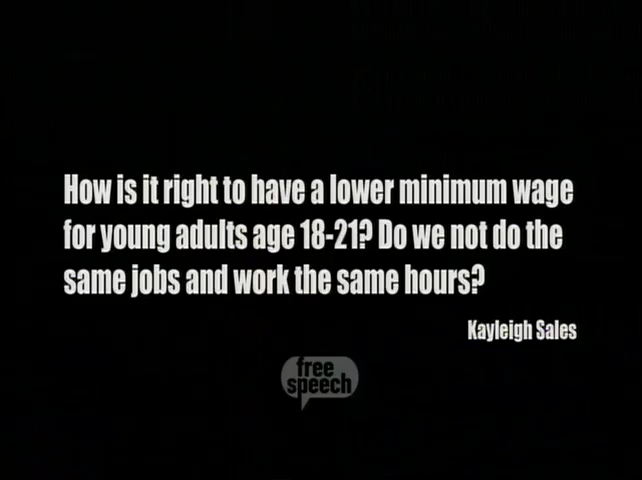 How is it right to have a lower minimum wage
for young adults age 18-21? Do we not do the
same jobs and work the same hours?
Kayleigh Sales
free
speech